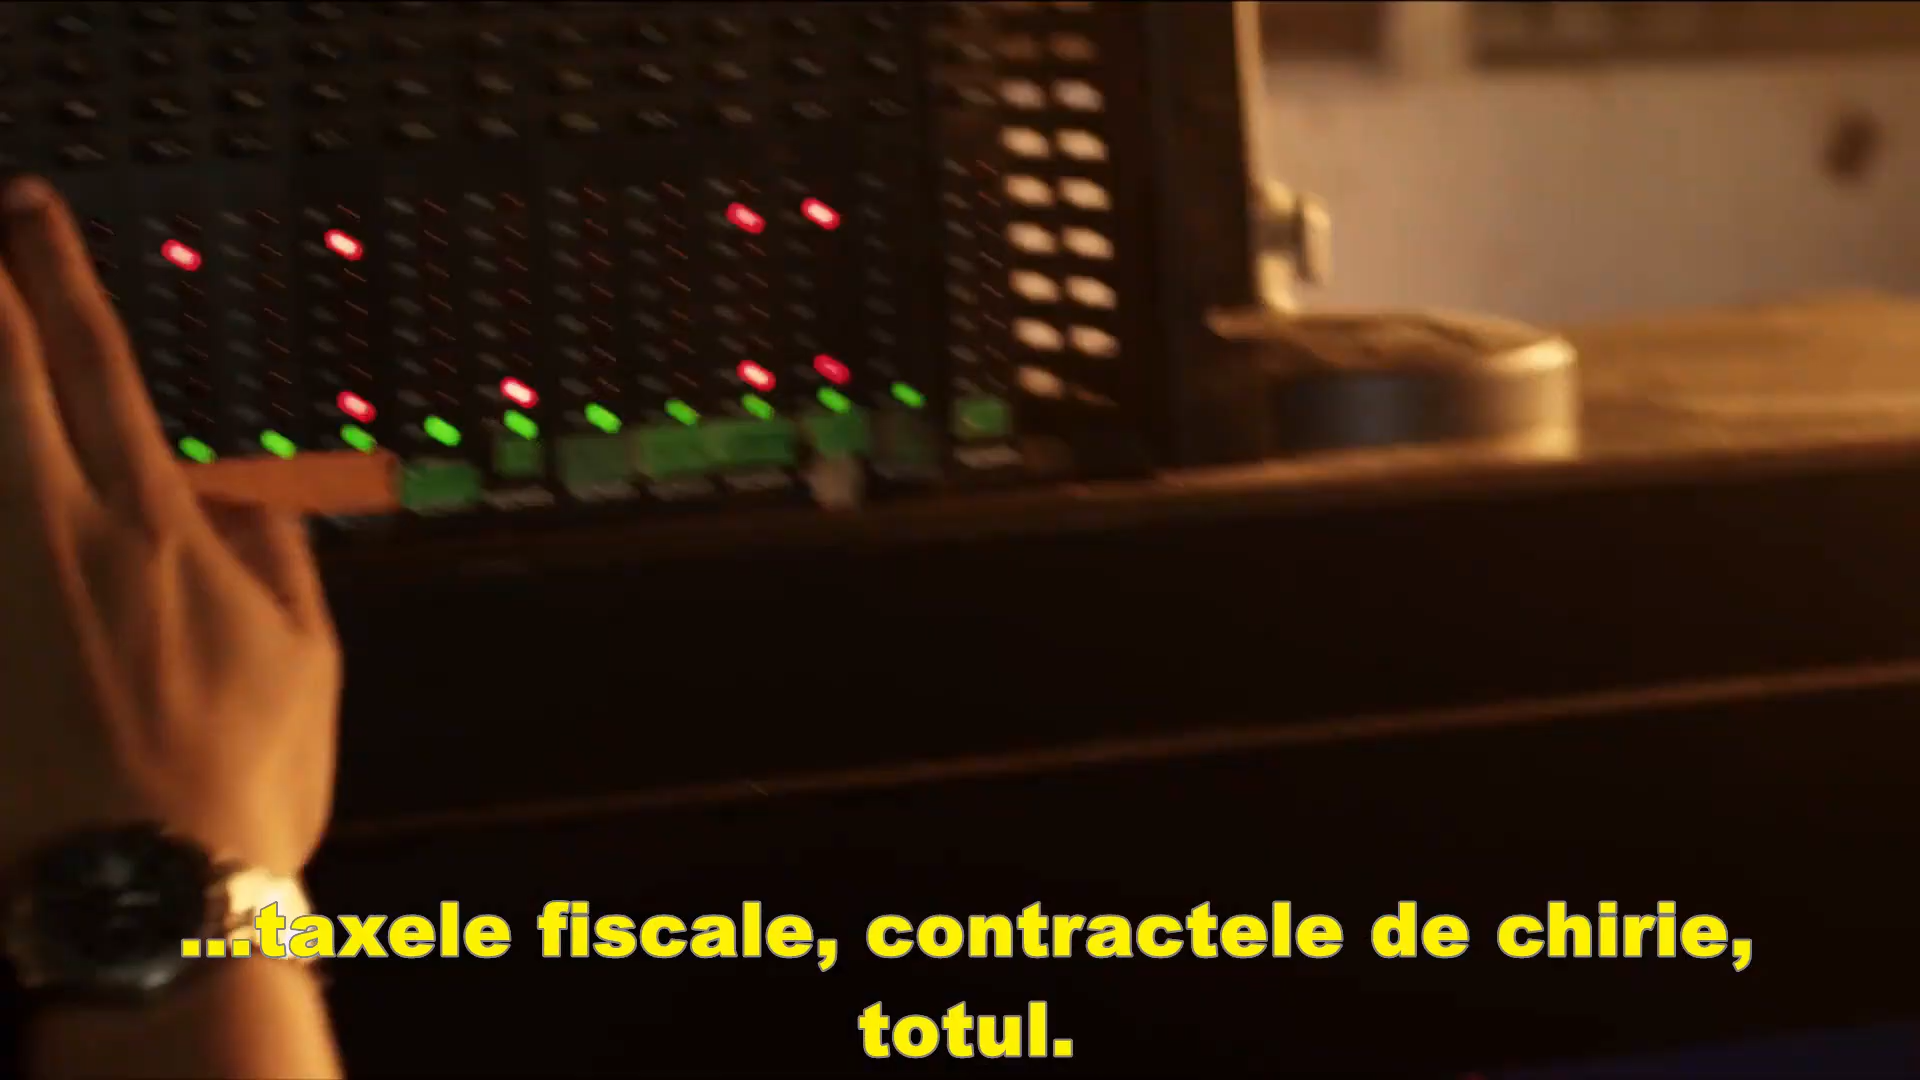 ...taxele fiscale, contractele de chirie,
totul.